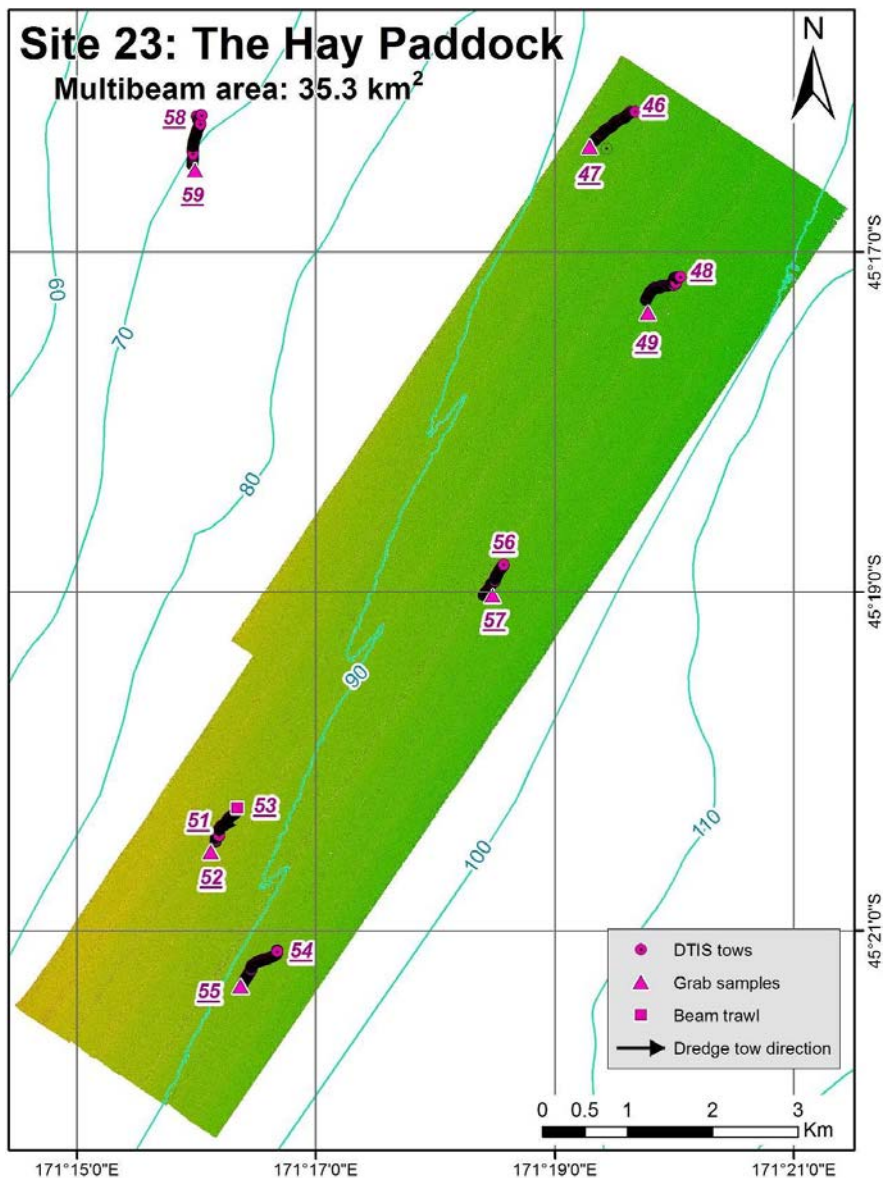 Site 23: The Hay Paddock
Multibeam area: 35.3 km²
N
58
59
46
47
48
49
45°17'0"S
60
70
80
56
57
45°19'0"S
90
53
51
52
110
100
54
55
45°21'0"S
DTIS tows
Grab samples
Beam trawl
Dredge tow direction
0 0.5 1 2 3
Km
171°15'0"E 171°17'0"E 171°19'0"E 171°21'0"E